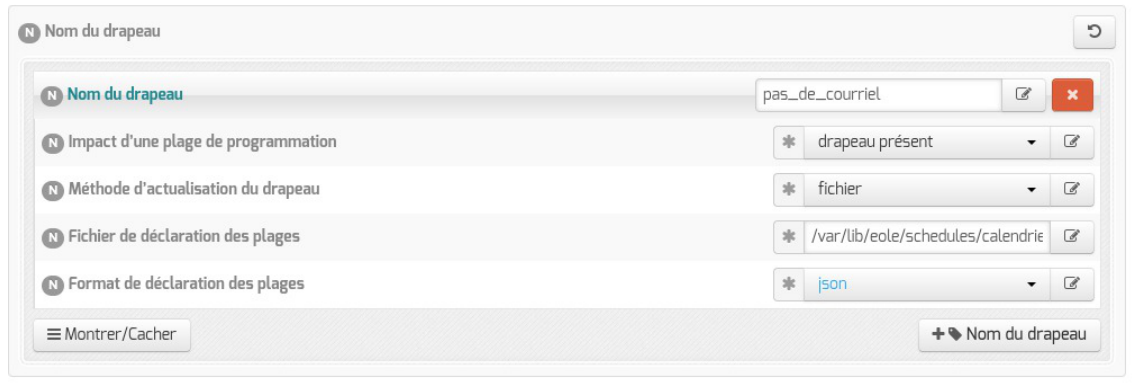 N Nom du drapeau
N Nom du drapeau pas_de_courriel
N Impact d'une plage de programmation * drapeau présent
N Méthode d'actualisation du drapeau * fichier
N Fichier de déclaration des plages * /var/lib/eole/schedules/calendrie
N Format de déclaration des plages * json
Montrer/Cacher + Nom du drapeau